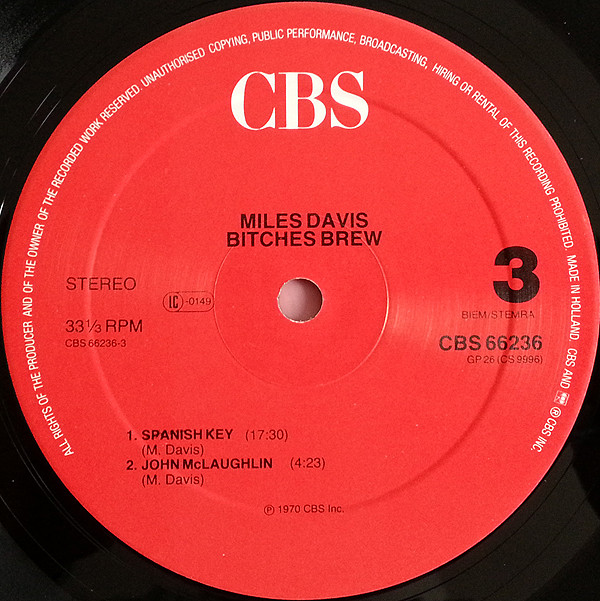 ALL RIGHTS OF THE PRODUCER AND OF THE OWNER OF THE RECORDED WORK RESERVED. UNAUTHORISED COPYING, PUBLIC PERFORMANCE, BROADCASTING, HIRING OR RENTAL OF THIS RECORDING PROHIBITED. MADE IN HOLLAND. CBS AND ® CBS INC.
CBS
MILES DAVIS
BITCHES BREW
3
STEREO
IC -0149
BIEM/STEMRA
33⅓ RPM
CBS 66236
CBS 66236-3
GP 26 (CS 9996)
1. SPANISH KEY (17:30)
(M. Davis)
2. JOHN McLAUGHLIN (4:23)
(M. Davis)
℗ 1970 CBS Inc.